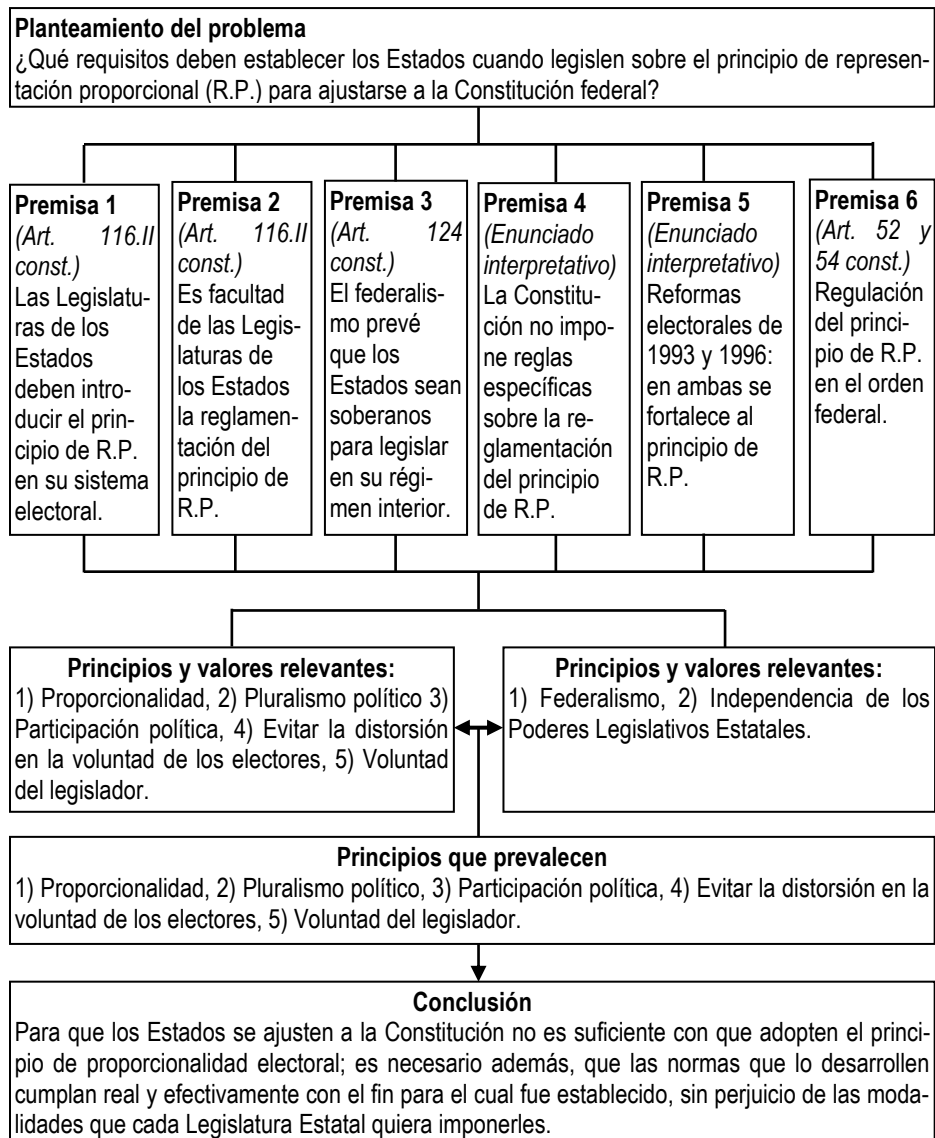 Planteamiento del problema
¿Qué requisitos deben establecer los Estados cuando legislen sobre el principio de represen-
tación proporcional (R.P.) para ajustarse a la Constitución federal?
Premisa 1
(Art. 116.II
const.)
Las Legislatu-
ras de los
Estados
deben intro-
ducir el prin-
cipio de R.P.
en su sistema
electoral.
Premisa 2
(Art. 116.II
const.)
Es facultad
de las Legis-
laturas de
los Estados
la reglamen-
tación del
principio de
R.P.
Premisa 3
(Art. 124
const.)
El federalis-
mo prevé
que los
Estados sean
soberanos
para legislar
en su régi-
men interior.
Premisa 4
(Enunciado
interpretativo)
La Constitu-
ción no impo-
ne reglas
específicas
sobre la re-
glamentación
del principio
de R.P.
Premisa 5
(Enunciado
interpretativo)
Reformas
electorales de
1993 y 1996:
en ambas se
fortalece al
principio de
R.P.
Premisa 6
(Art. 52 y
54 const.)
Regulación
del princi-
pio de R.P.
en el orden
federal.
Principios y valores relevantes:
1) Proporcionalidad, 2) Pluralismo político 3)
Participación política, 4) Evitar la distorsión
en la voluntad de los electores, 5) Voluntad
del legislador.
Principios y valores relevantes:
1) Federalismo, 2) Independencia de los
Poderes Legislativos Estatales.
Principios que prevalecen
1) Proporcionalidad, 2) Pluralismo político, 3) Participación política, 4) Evitar la distorsión en la
voluntad de los electores, 5) Voluntad del legislador.
Conclusión
Para que los Estados se ajusten a la Constitución no es suficiente con que adopten el princi-
pio de proporcionalidad electoral; es necesario además, que las normas que lo desarrollen
cumplan real y efectivamente con el fin para el cual fue establecido, sin perjuicio de las moda-
lidades que cada Legislatura Estatal quiera imponerles.